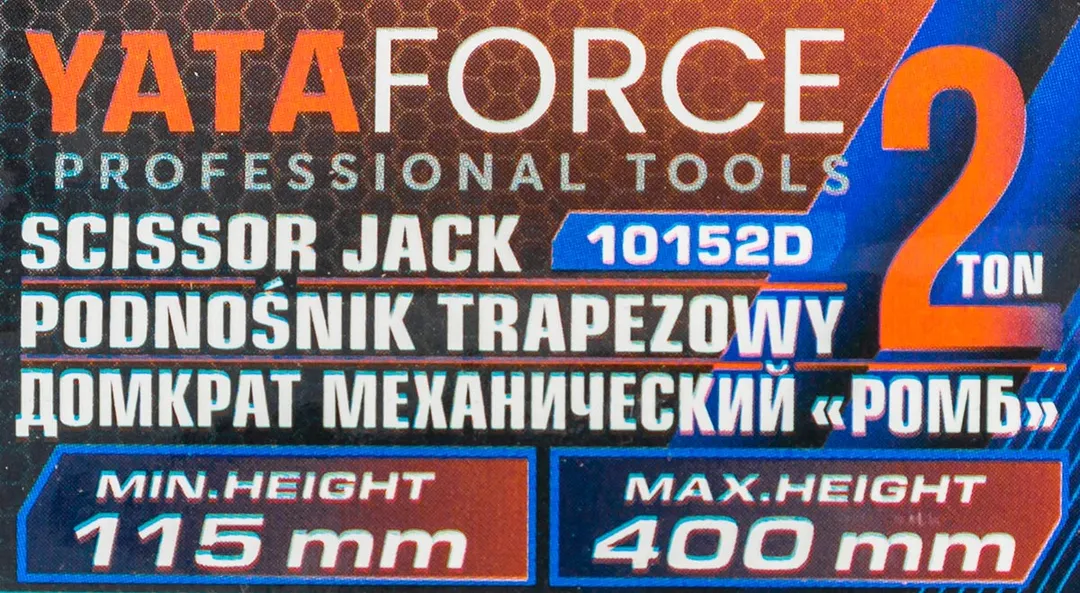 YATAFORCE
PROFESSIONAL TOOLS
SCISSOR JACK 10152D
2 TON
PODNOŚNIK TRAPEZOWY
ДОМКРАТ МЕХАНИЧЕСКИЙ «РОМБ»
MIN.HEIGHT
115 mm
MAX.HEIGHT
400 mm